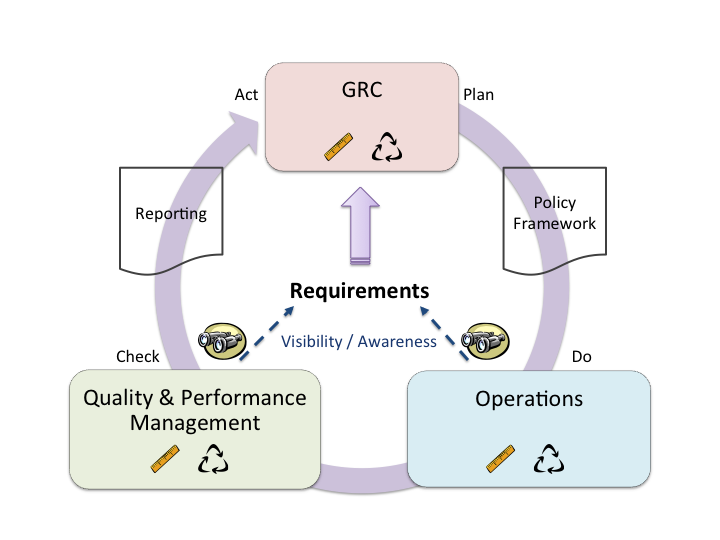 GRC
Act
Plan
Reporting
Policy
Framework
Requirements
Visibility / Awareness
Check
Do
Quality & Performance
Management
Operations